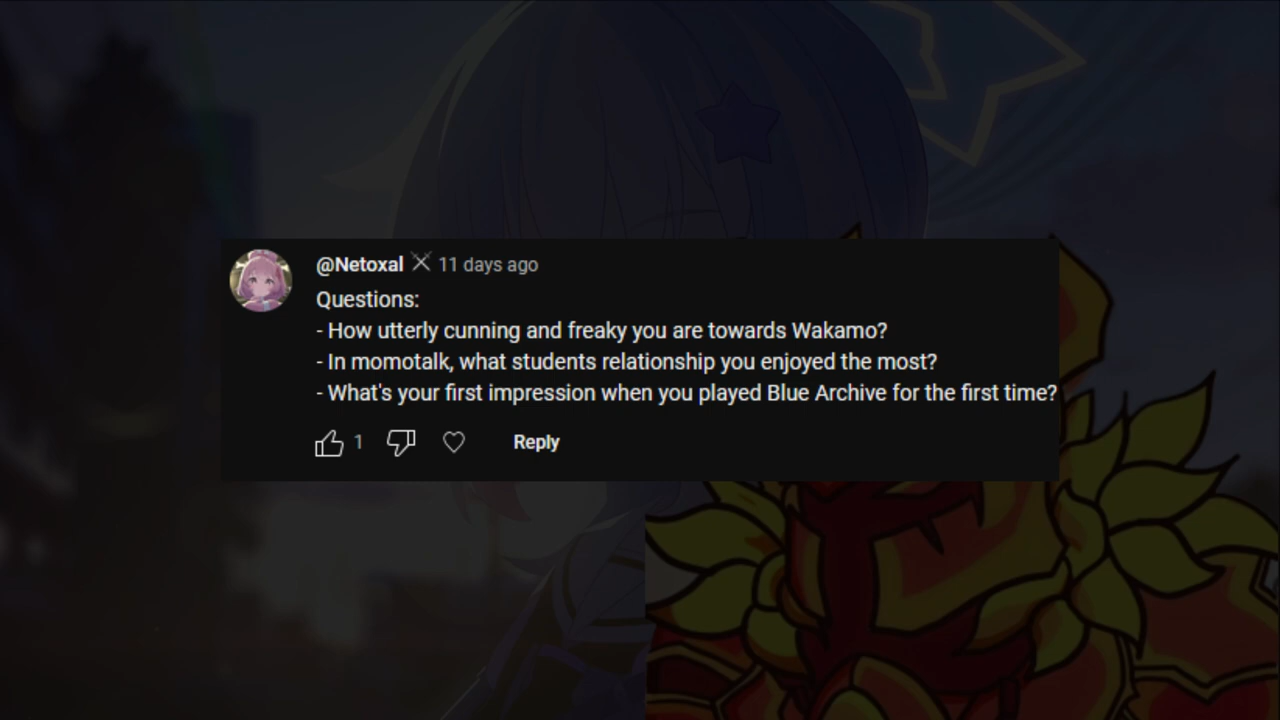 @Netoxal 11 days ago
Questions:
- How utterly cunning and freaky you are towards Wakamo?
- In momotalk, what students relationship you enjoyed the most?
- What's your first impression when you played Blue Archive for the first time?
1 Reply